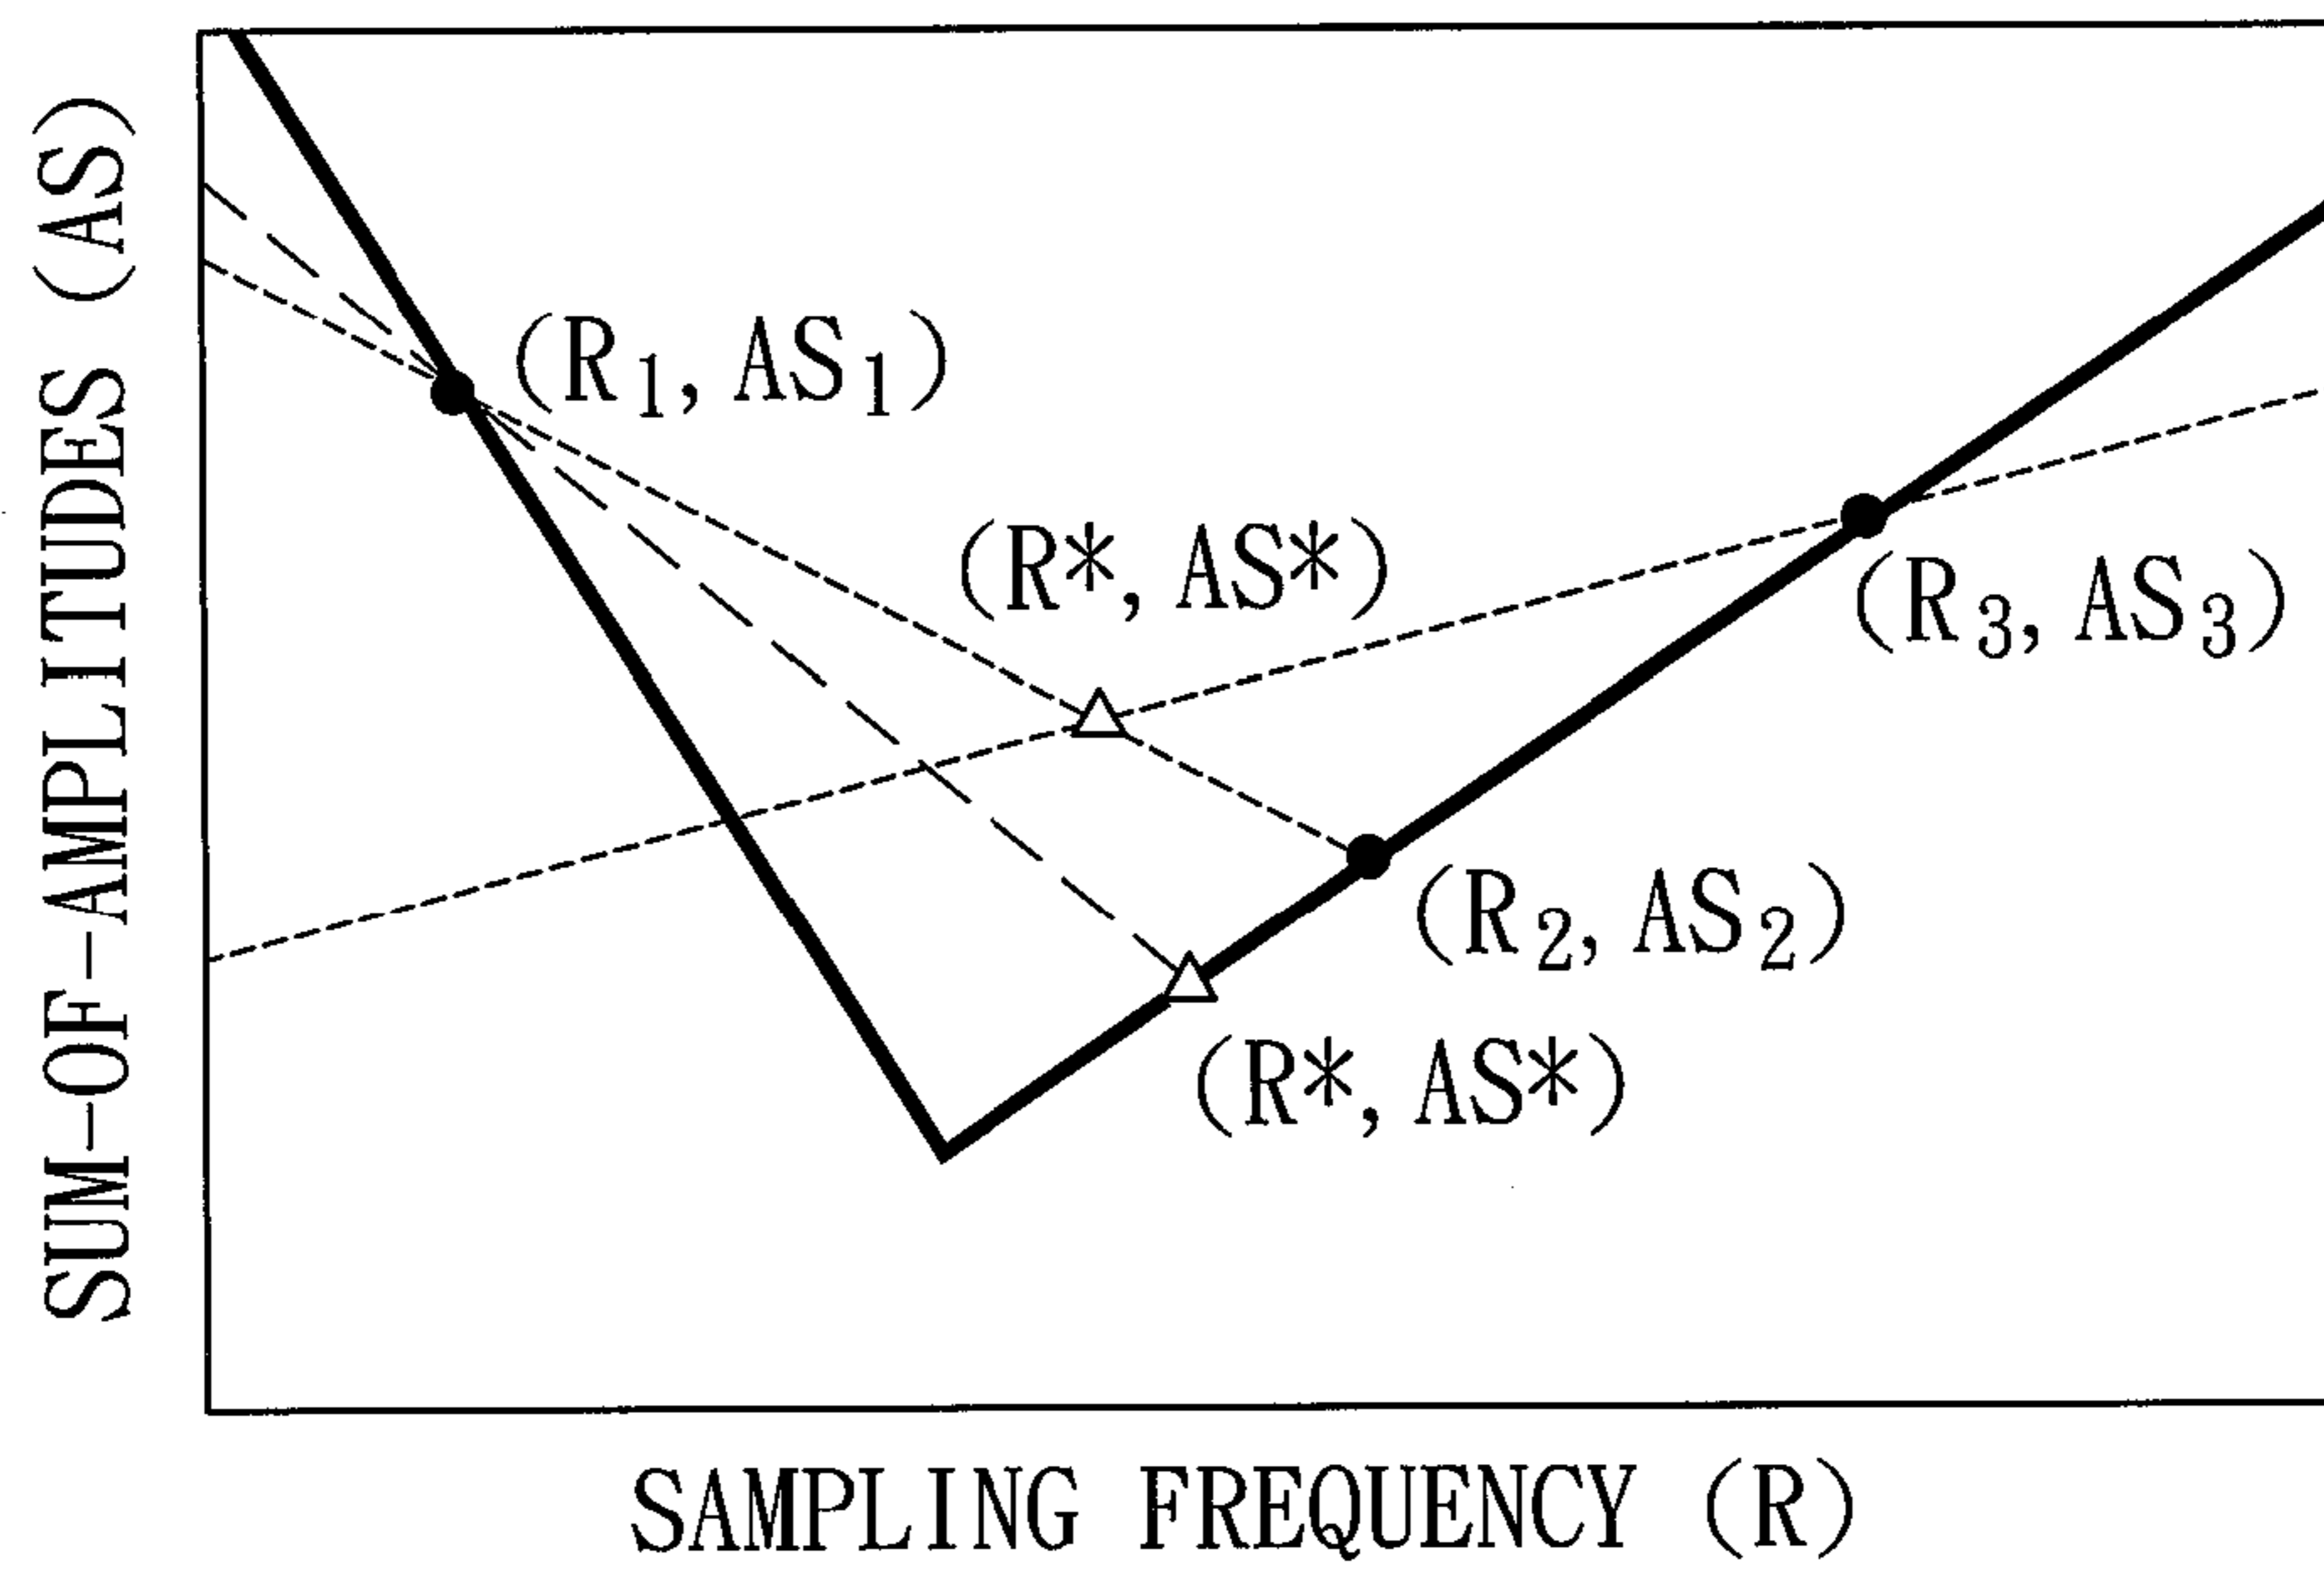 SUM-OF-AMPLITUDES (AS)
(R1, AS1)
(R*, AS*)
(R3, AS3)
(R2, AS2)
(R*, AS*)
SAMPLING FREQUENCY (R)